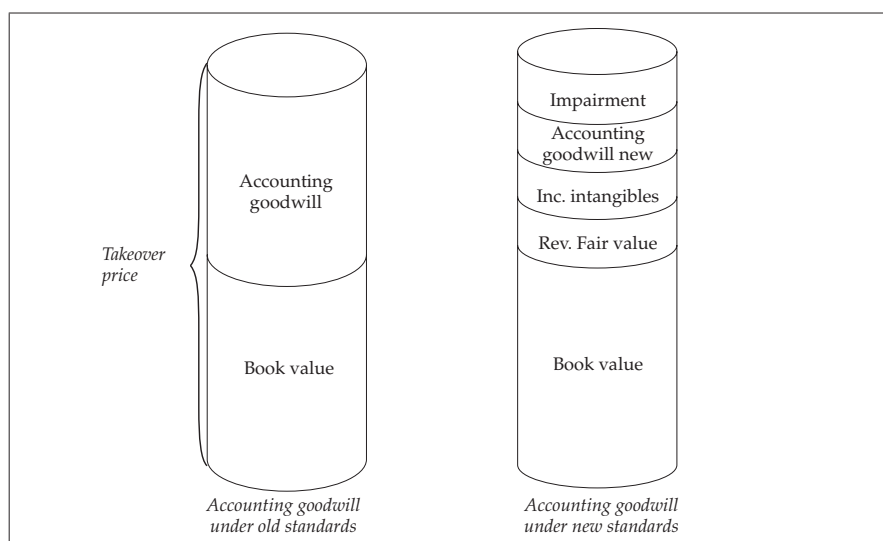 Takeover
price
Accounting
goodwill
Book value
Accounting goodwill
under old standards
Impairment
Accounting
goodwill new
Inc. intangibles
Rev. Fair value
Book value
Accounting goodwill
under new standards